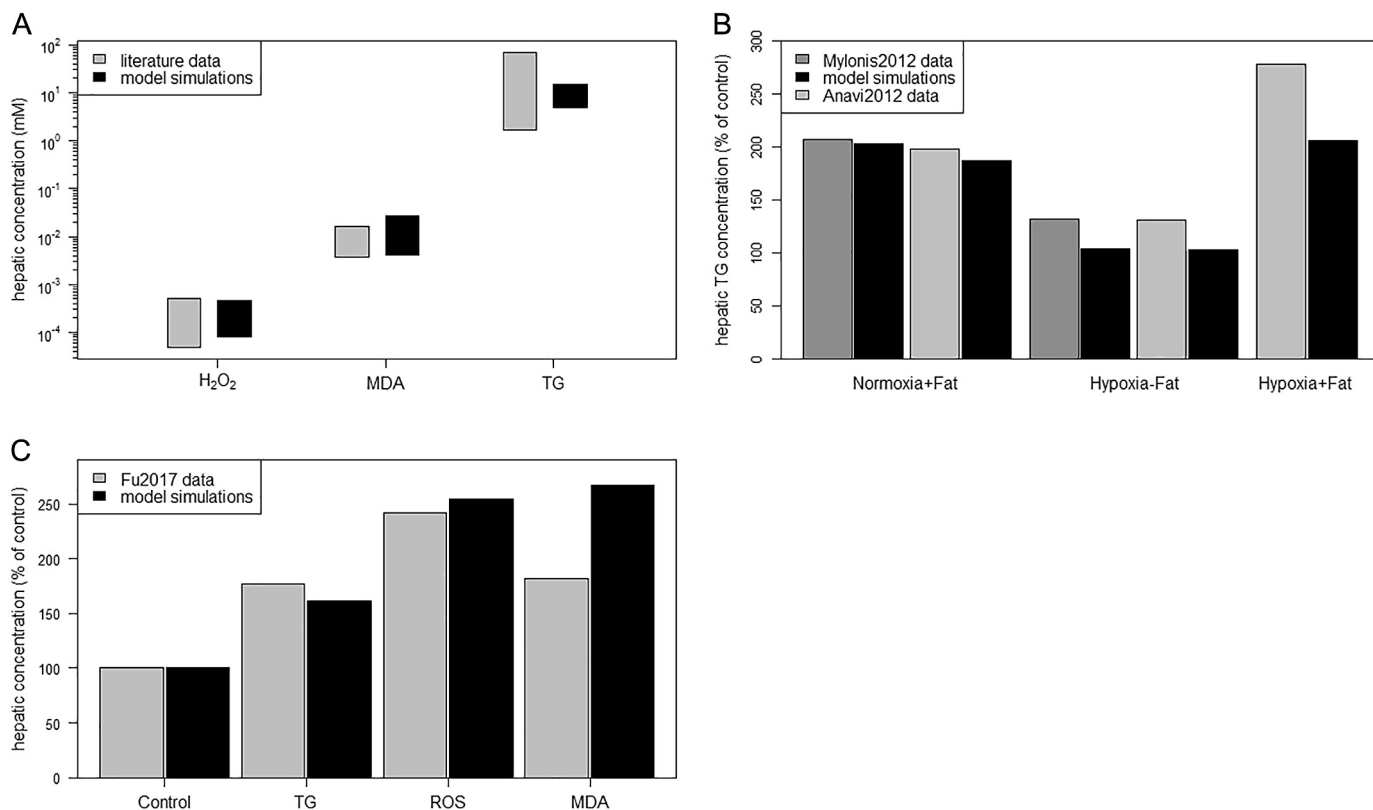 A
literature data
model simulations
hepatic concentration (mM)
10²
10¹
10⁰
10⁻¹
10⁻²
10⁻³
10⁻⁴
H₂O₂ MDA TG
B
Mylonis2012 data
model simulations
Anavi2012 data
hepatic TG concentration (% of control)
300
250
200
150
100
50
0
Normoxia+Fat Hypoxia-Fat Hypoxia+Fat
C
Fu2017 data
model simulations
hepatic concentration (% of control)
250
200
150
100
50
0
Control TG ROS MDA